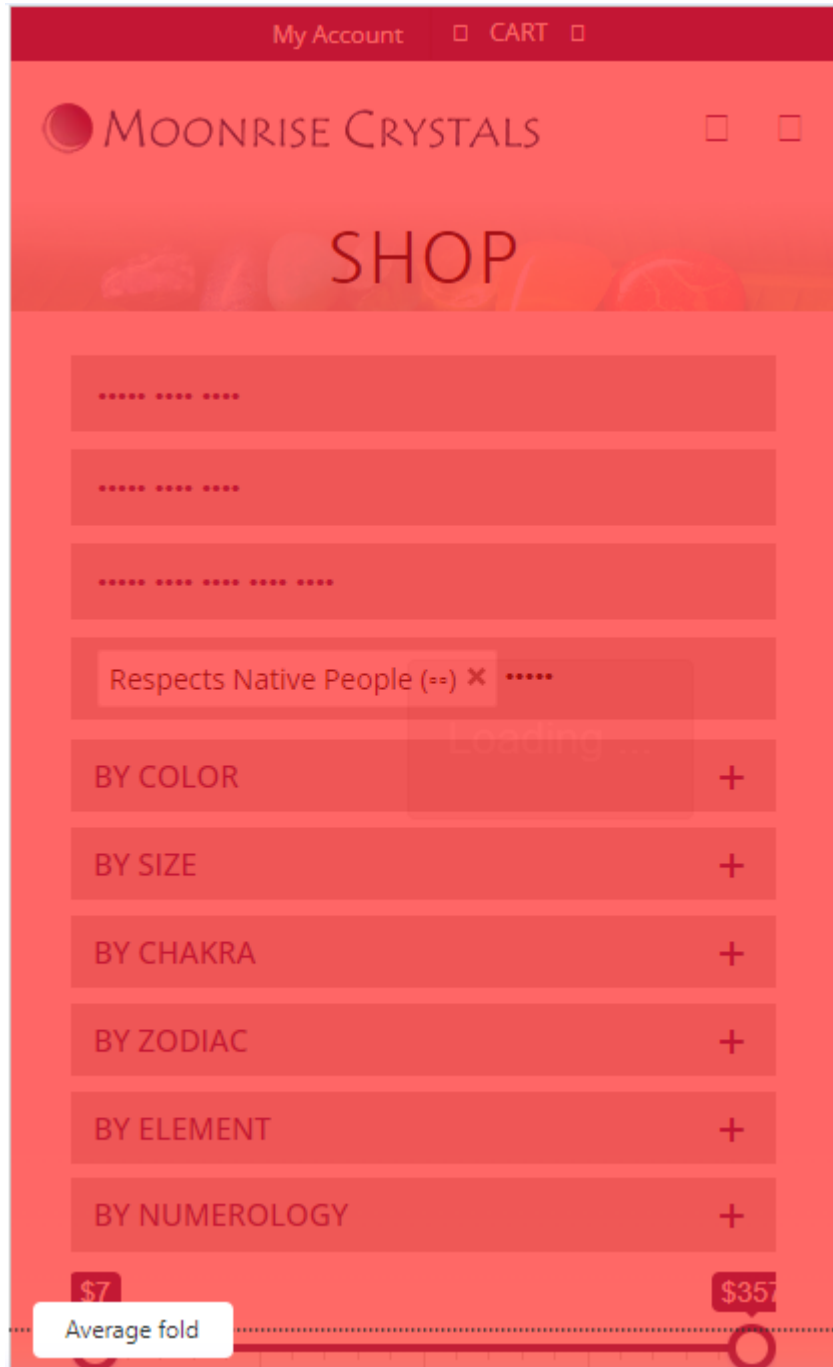 My Account CART
MOONRISE CRYSTALS
SHOP
••••• •••• ••••
••••• •••• ••••
••••• •••• •••• •••• ••••
Respects Native People (••) × •••••
Loading ...
BY COLOR +
BY SIZE +
BY CHAKRA +
BY ZODIAC +
BY ELEMENT +
BY NUMEROLOGY +
$7 $357
Average fold